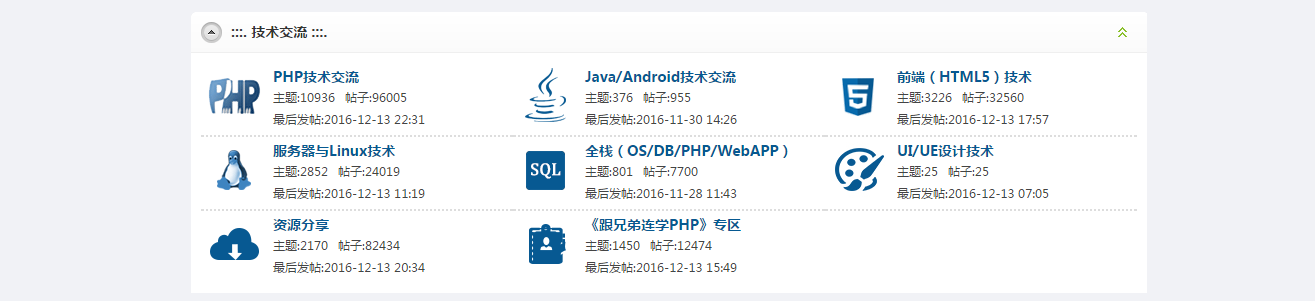 :::. 技术交流 :::.
PHP
PHP技术交流
主题:10936 帖子:96005
最后发帖:2016-12-13 22:31
Java/Android技术交流
主题:376 帖子:955
最后发帖:2016-11-30 14:26
5
前端（HTML5）技术
主题:3226 帖子:32560
最后发帖:2016-12-13 17:57
服务器与Linux技术
主题:2852 帖子:24019
最后发帖:2016-12-13 11:19
SQL
全栈（OS/DB/PHP/WebAPP）
主题:801 帖子:7700
最后发帖:2016-11-28 11:43
UI/UE设计技术
主题:25 帖子:25
最后发帖:2016-12-13 07:05
资源分享
主题:2170 帖子:82434
最后发帖:2016-12-13 20:34
《跟兄弟连学PHP》专区
主题:1450 帖子:12474
最后发帖:2016-12-13 15:49